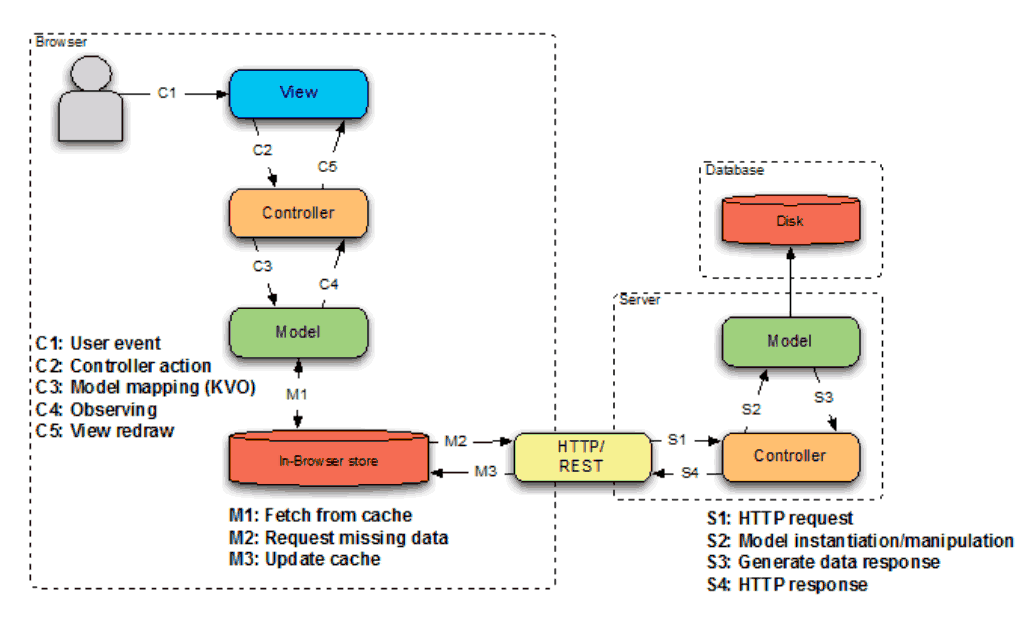 Browser
C1
View
C2
C5
Controller
C3
C4
Model
C1: User event
C2: Controller action
C3: Model mapping (KVO)
C4: Observing
C5: View redraw
M1
In-Browser store
M2
M3
HTTP/
REST
M1: Fetch from cache
M2: Request missing data
M3: Update cache
Database
Disk
Server
Model
S2
S3
S1
S4
Controller
S1: HTTP request
S2: Model instantiation/manipulation
S3: Generate data response
S4: HTTP response